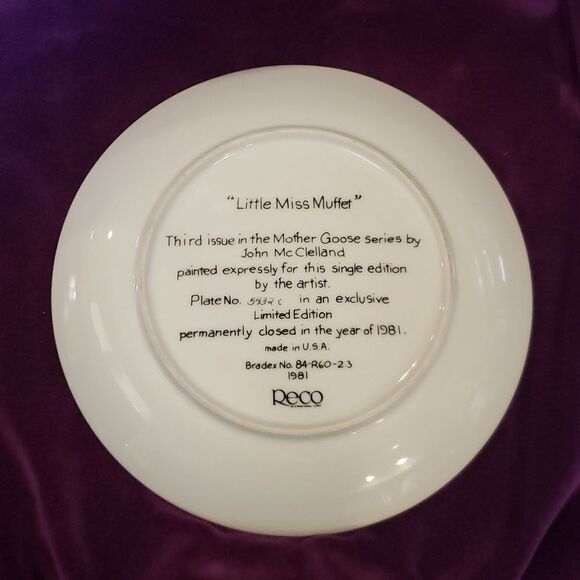 "Little Miss Muffet"
Third issue in the Mother Goose series by
John McClelland
painted expressly for this single edition
by the artist.
Plate No. 5432 C in an exclusive
Limited Edition
permanently closed in the year of 1981.
made in U.S.A.
Bradex No. 84-R60-2.3
1981
Reco